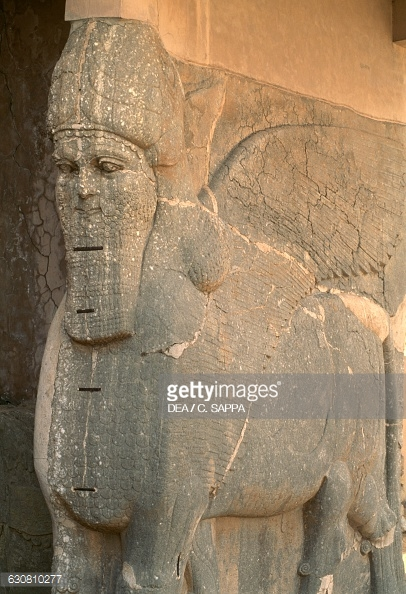 gettyimages
DEA / C. SAPPA
630810277